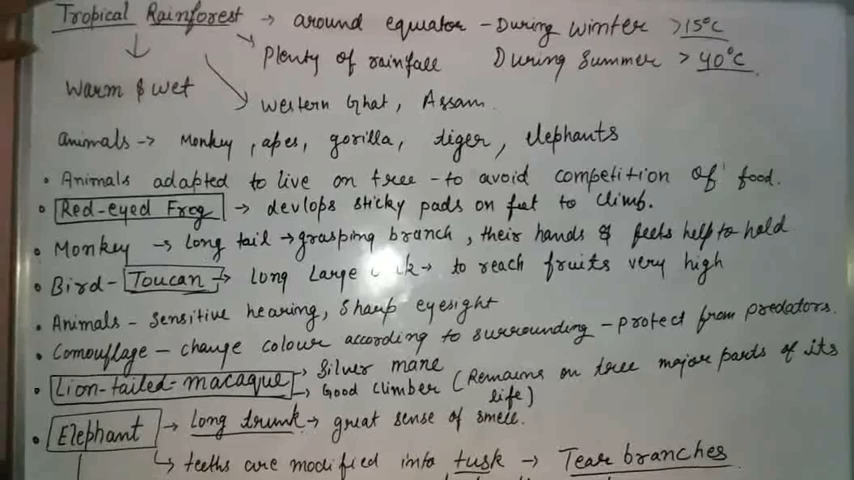 Tropical Rainforest → around equator - During winter >15°C
Plenty of rainfall During Summer > 40°C
Warm & wet
Western Ghat, Assam
Animals → Monkey, apes, gorilla, tiger, elephants
• Animals adapted to live on tree - to avoid competition of food.
• Red-eyed Frog → devlops sticky pads on feet to climb.
• Monkey → long tail → grasping branch, their hands & feets help to hold
• Bird - Toucan → long large → to reach fruits very high
• Animals - sensitive hearing, sharp eyesight
• Comouflage - change colour according to surrounding - protect from predators.
• Lion-tailed-macaque → Silver mane
→ Good climber (Remains on tree major parts of its life)
• Elephant → Long trunk → great sense of smell.
→ teeths are modified into tusk → Tear branches